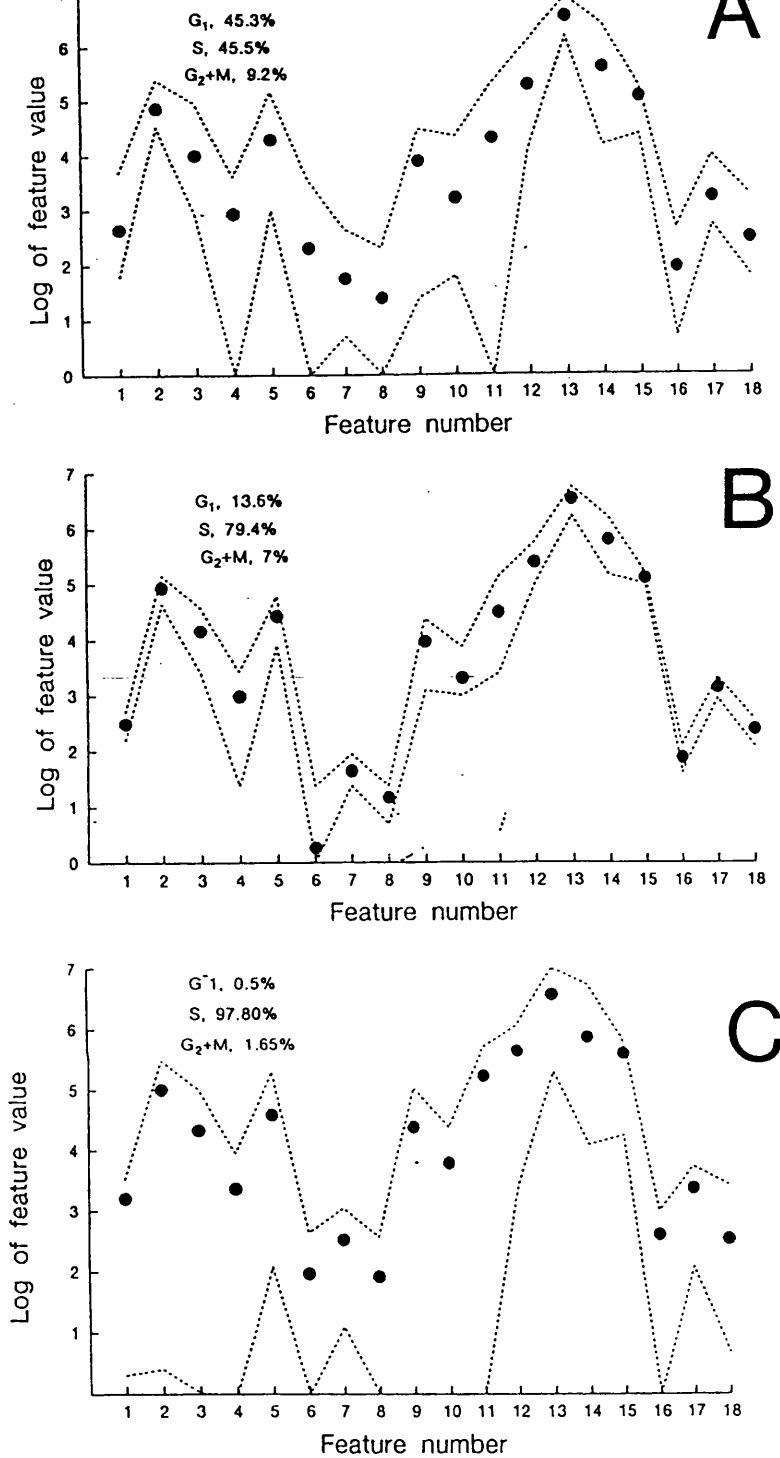 A
G₁, 45.3%
S, 45.5%
G₂+M, 9.2%
6
5
4
3
2
1
0
Log of feature value
1 2 3 4 5 6 7 8 9 10 11 12 13 14 15 16 17 18
Feature number
B
G₁, 13.6%
S, 79.4%
G₂+M, 7%
7
6
5
4
3
2
1
0
Log of feature value
1 2 3 4 5 6 7 8 9 10 11 12 13 14 15 16 17 18
Feature number
C
G⁻1, 0.5%
S, 97.80%
G₂+M, 1.65%
7
6
5
4
3
2
1
Log of feature value
1 2 3 4 5 6 7 8 9 10 11 12 13 14 15 16 17 18
Feature number